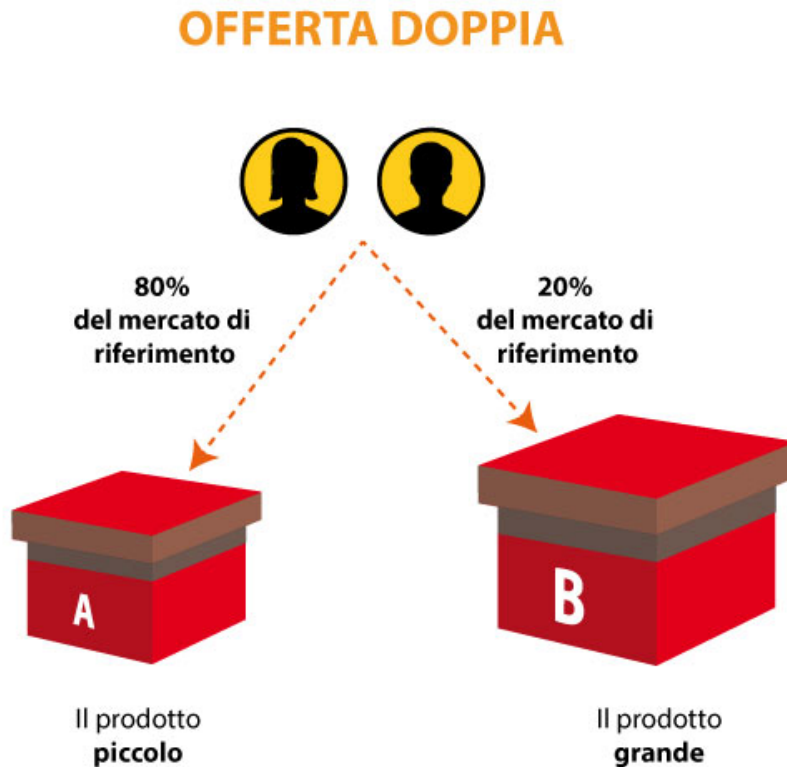 OFFERTA DOPPIA
80%
del mercato di
riferimento
20%
del mercato di
riferimento
A
B
Il prodotto
piccolo
Il prodotto
grande